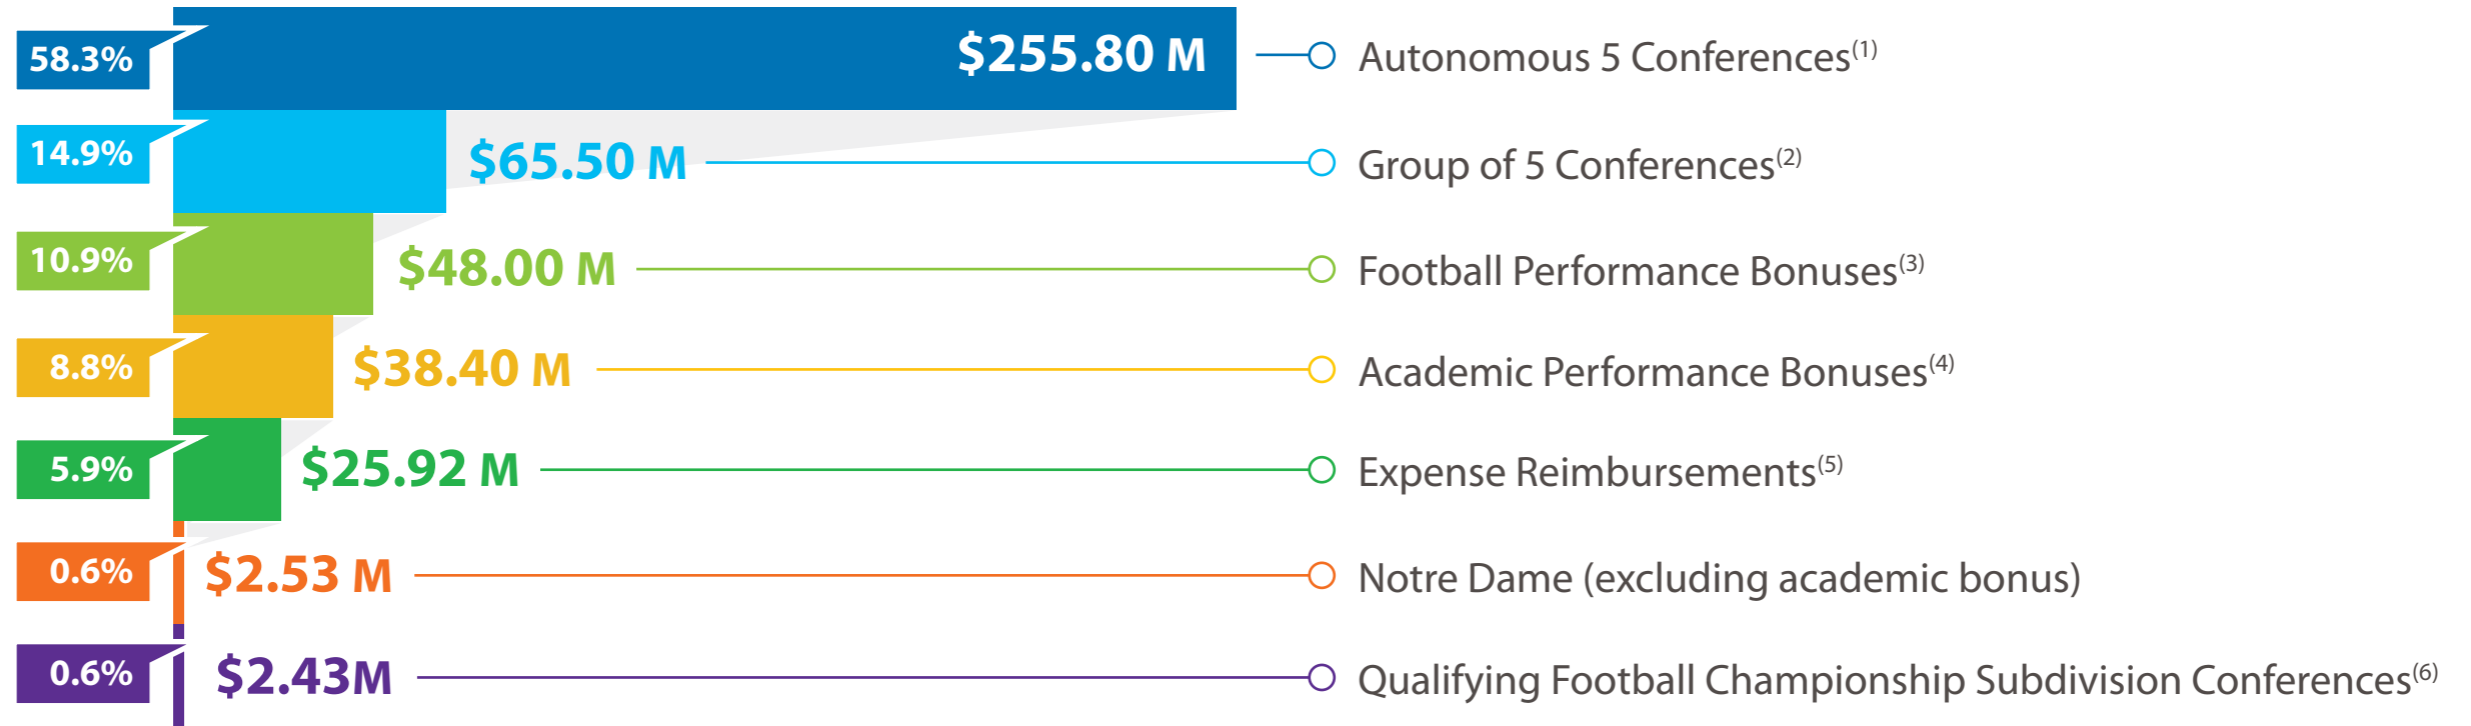 58.3% $255.80 M Autonomous 5 Conferences(1)
14.9% $65.50 M Group of 5 Conferences(2)
10.9% $48.00 M Football Performance Bonuses(3)
8.8% $38.40 M Academic Performance Bonuses(4)
5.9% $25.92 M Expense Reimbursements(5)
0.6% $2.53 M Notre Dame (excluding academic bonus)
0.6% $2.43M Qualifying Football Championship Subdivision Conferences(6)